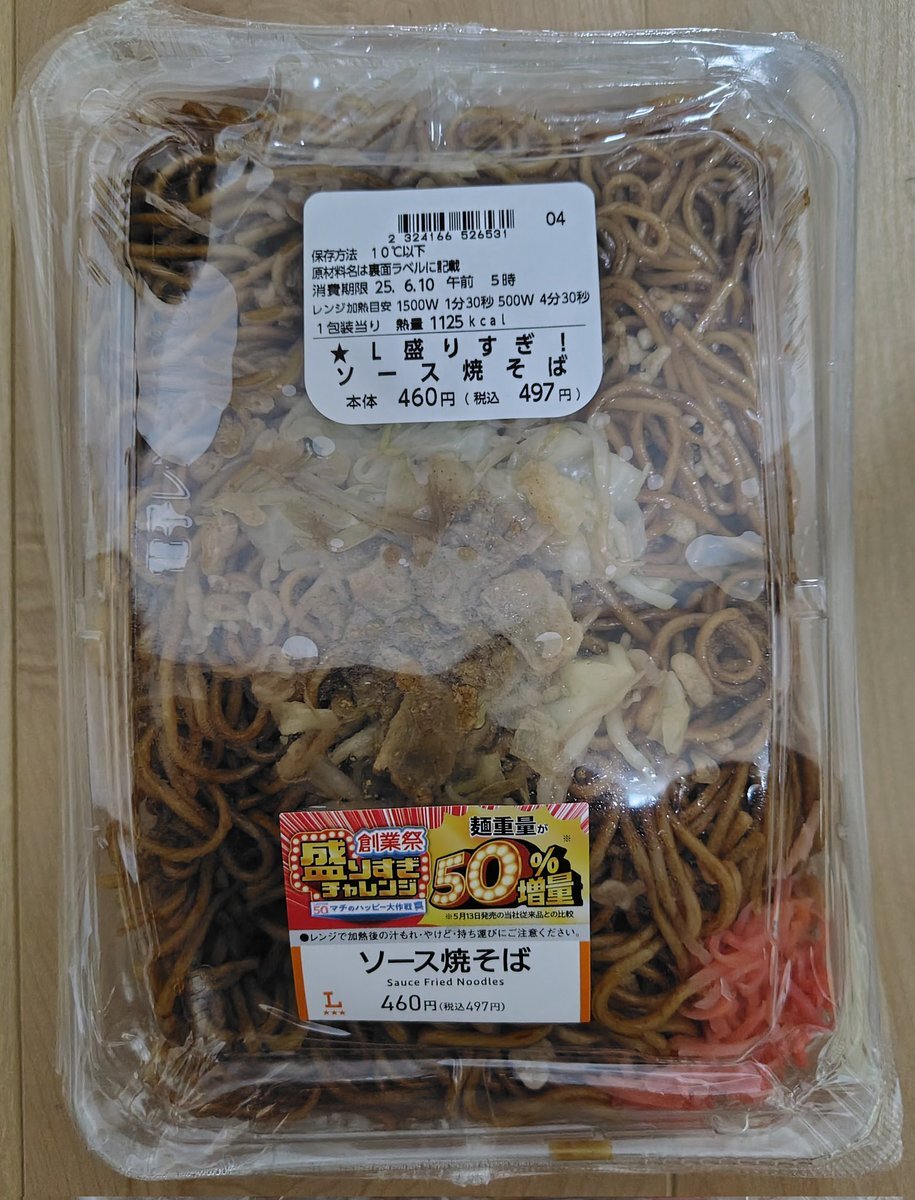 04
2 324166 526531
保存方法 10℃以下
原材料名は裏面ラベルに記載
消費期限 25. 6.10 午前 5時
レンジ加熱目安 1500W 1分30秒 500W 4分30秒
1包装当り 熱量 1125kcal
★L盛りすぎ!
ソース焼そば
本体 460円 (税込 497円)
創業祭
盛りすぎ
チャレンジ
50 マチのハッピー大作戦
麺重量が
50%※
増量
※5月13日発売の当社従来品との比較
●レンジで加熱後の汁もれ・やけど・持ち運びにご注意ください。
ソース焼そば
Sauce Fried Noodles
L
★★★
460円(税込497円)